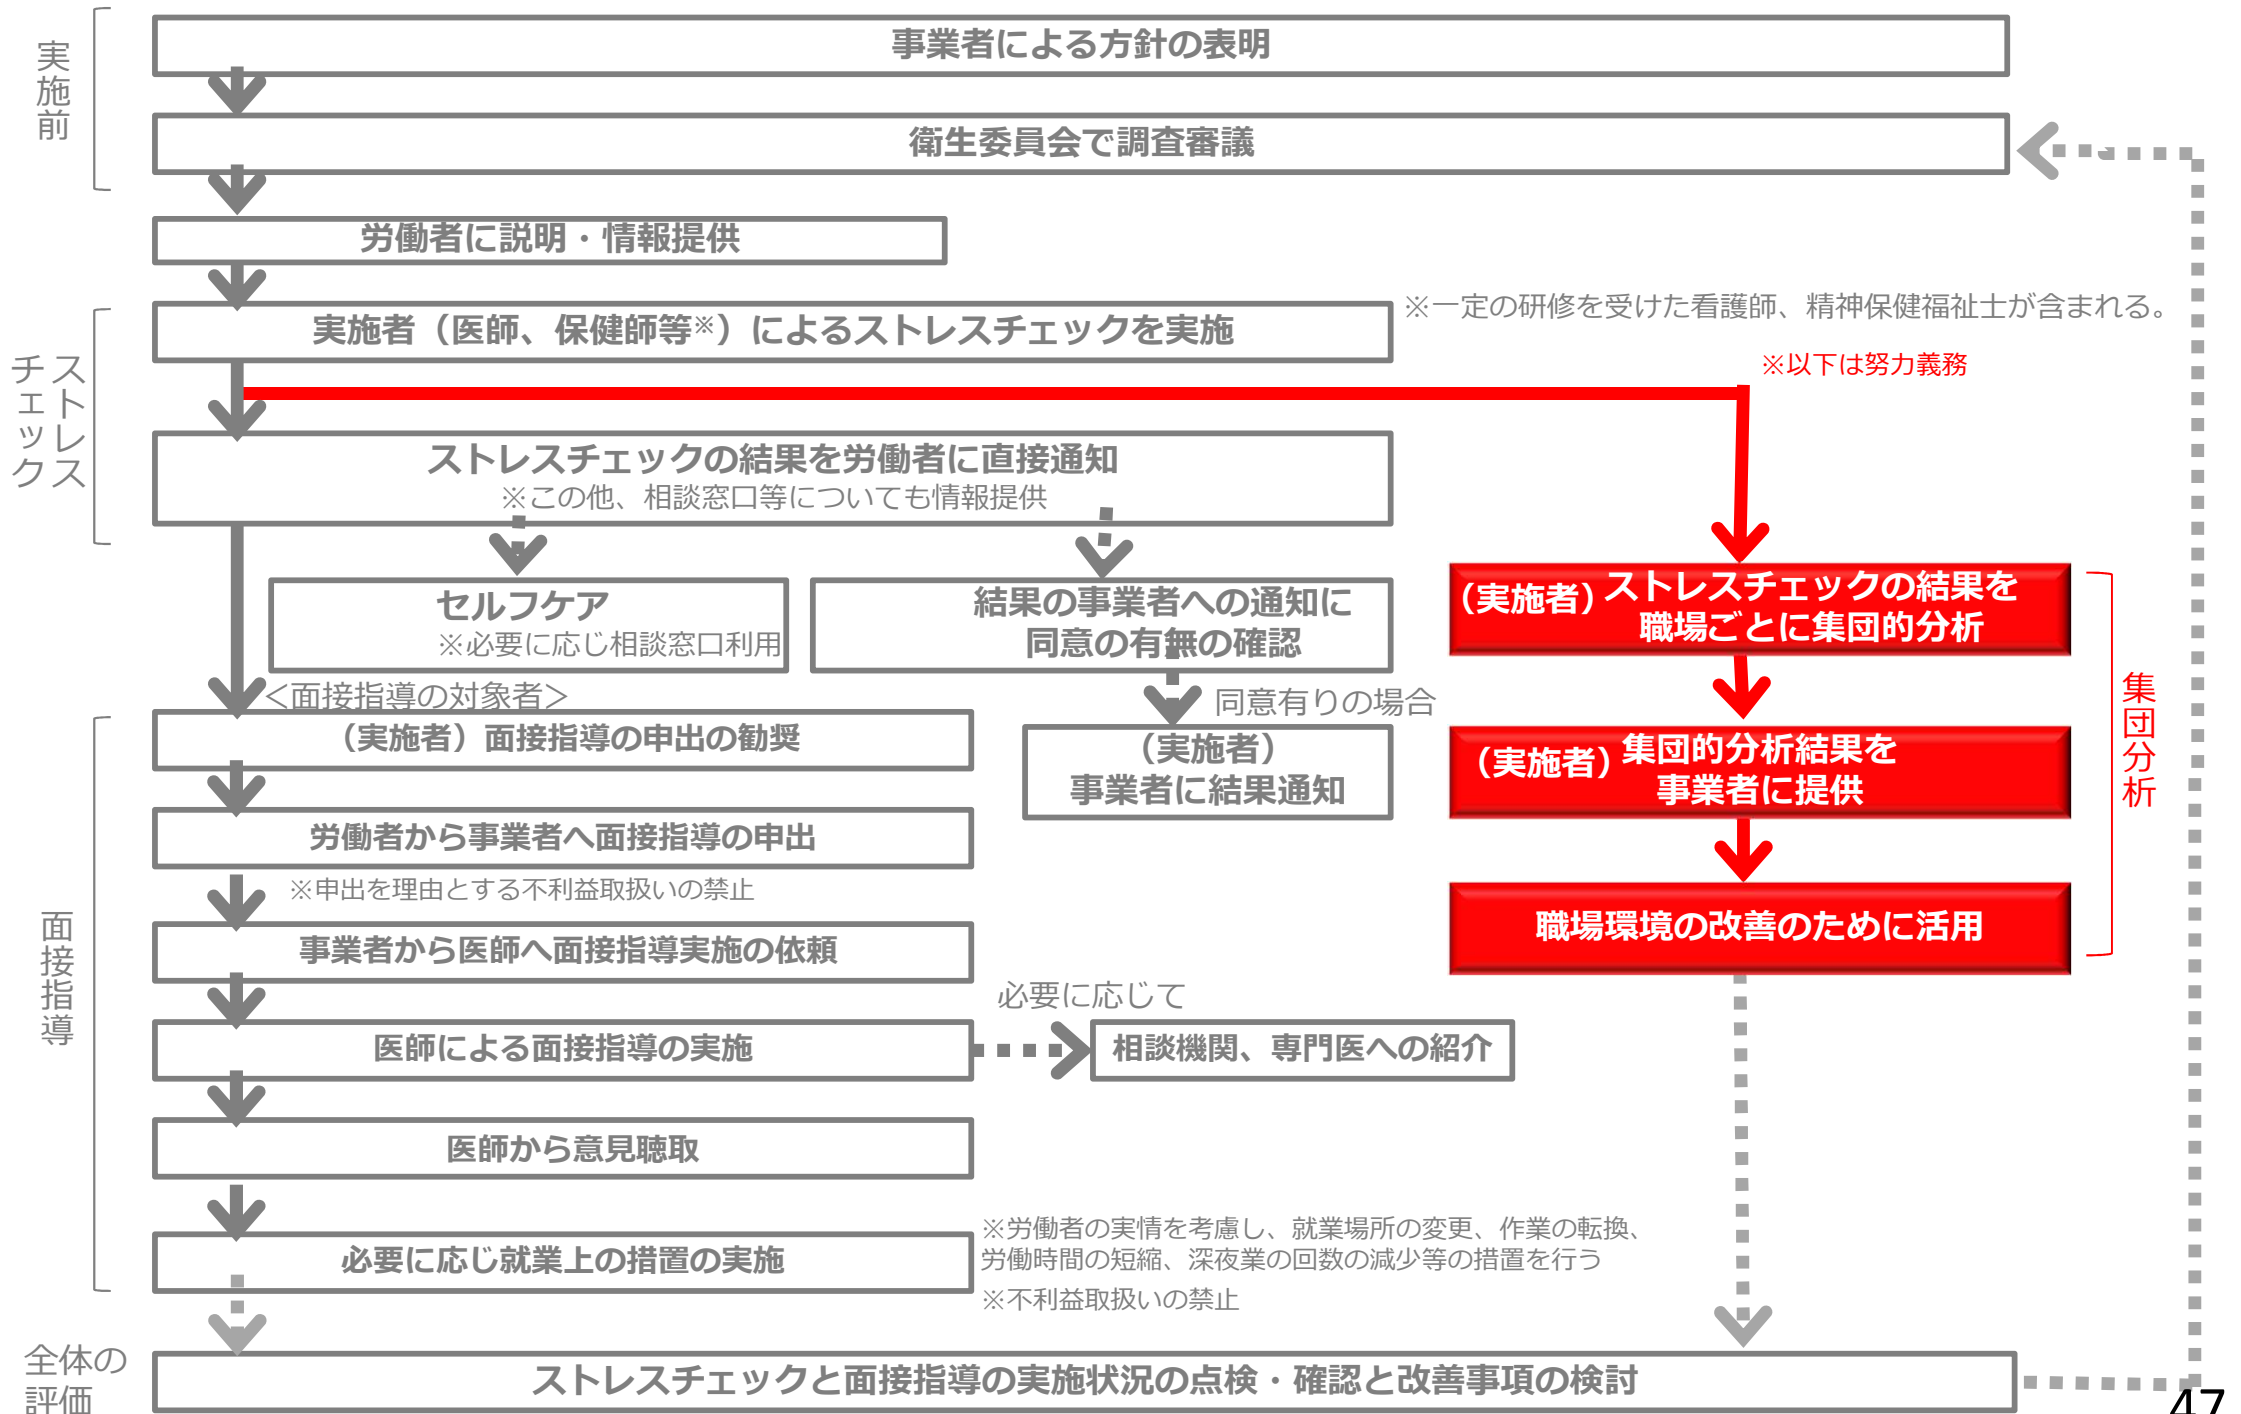 実施前
事業者による方針の表明
衛生委員会で調査審議
労働者に説明・情報提供
ストレス
チェック
実施者（医師、保健師等※）によるストレスチェックを実施
※一定の研修を受けた看護師、精神保健福祉士が含まれる。
※以下は努力義務
ストレスチェックの結果を労働者に直接通知
※この他、相談窓口等についても情報提供
セルフケア
※必要に応じ相談窓口利用
結果の事業者への通知に
同意の有無の確認
（実施者）ストレスチェックの結果を
職場ごとに集団的分析
集団分析
＜面接指導の対象者＞
同意有りの場合
面接指導
（実施者）面接指導の申出の勧奨
（実施者）
事業者に結果通知
（実施者）集団的分析結果を
事業者に提供
労働者から事業者へ面接指導の申出
※申出を理由とする不利益取扱いの禁止
職場環境の改善のために活用
事業者から医師へ面接指導実施の依頼
必要に応じて
医師による面接指導の実施
相談機関、専門医への紹介
医師から意見聴取
必要に応じ就業上の措置の実施
※労働者の実情を考慮し、就業場所の変更、作業の転換、
労働時間の短縮、深夜業の回数の減少等の措置を行う
※不利益取扱いの禁止
全体の
評価
ストレスチェックと面接指導の実施状況の点検・確認と改善事項の検討
47